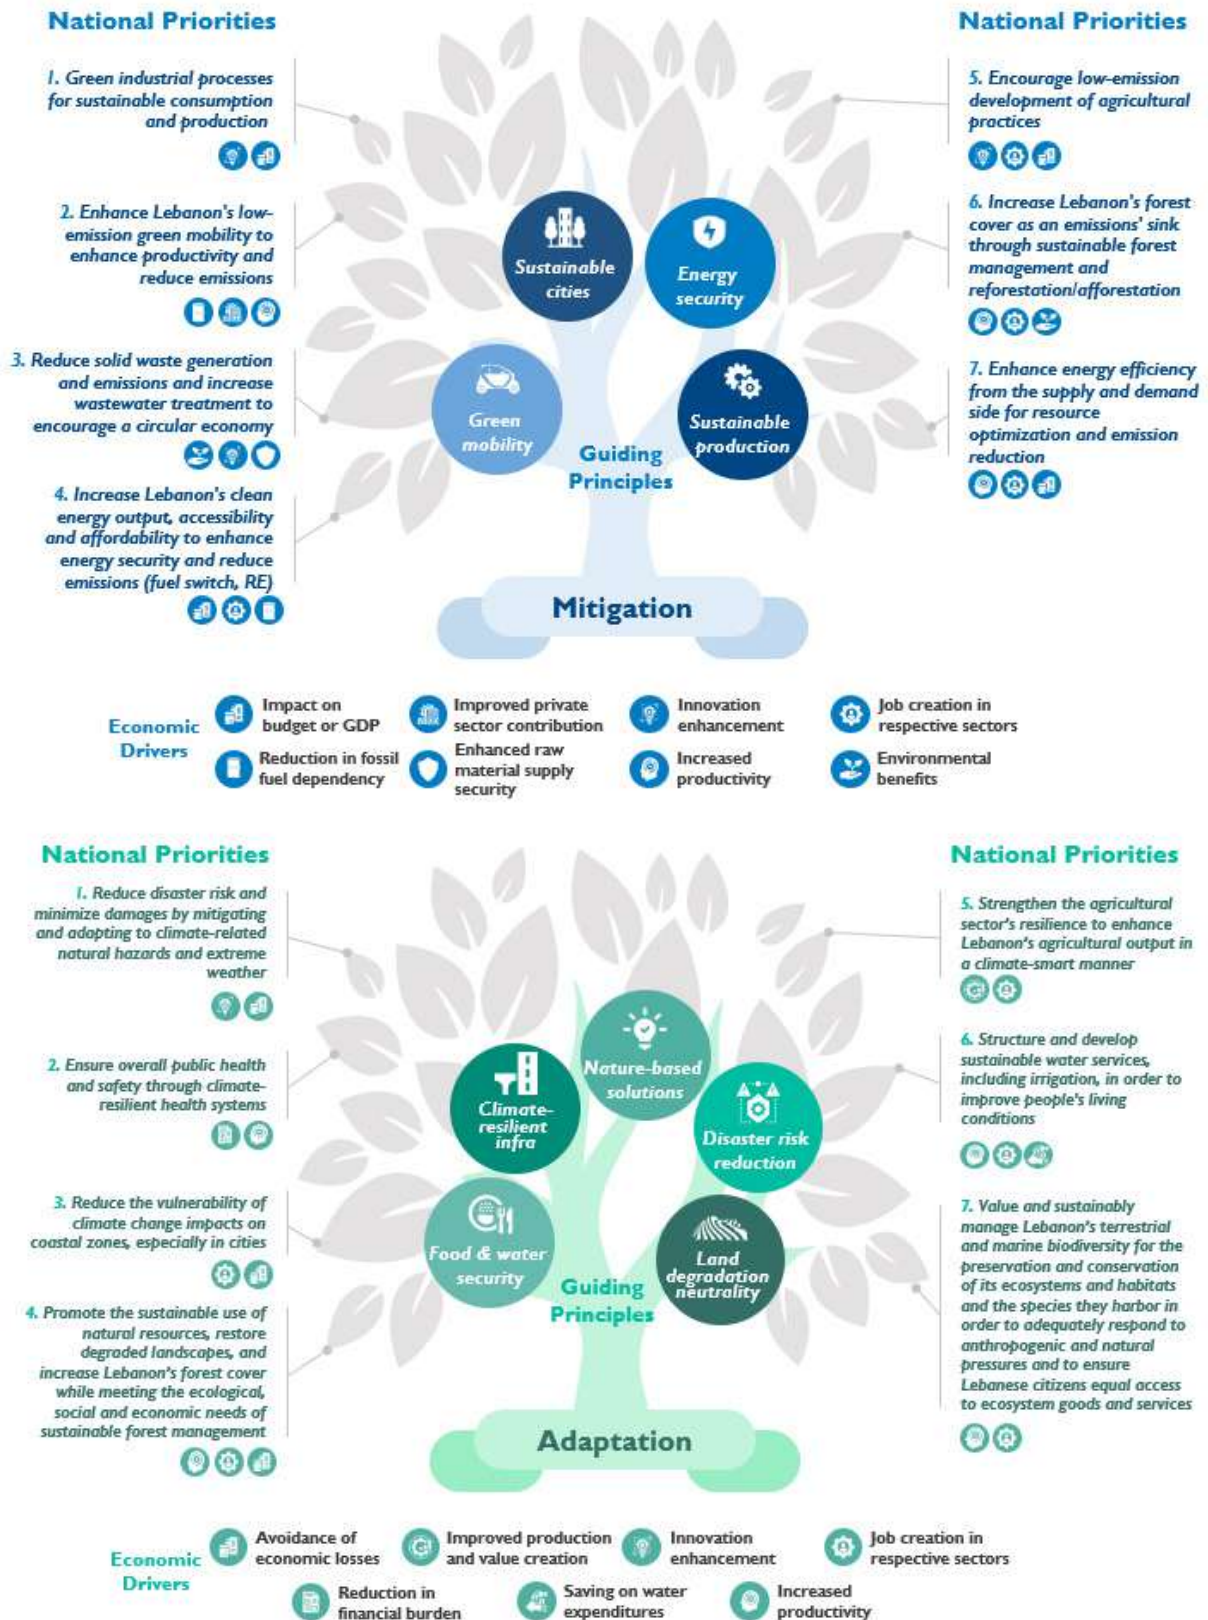 National Priorities
1. Green industrial processes
for sustainable consumption
and production
2. Enhance Lebanon's low-
emission green mobility to
enhance productivity and
reduce emissions
3. Reduce solid waste generation
and emissions and increase
wastewater treatment to
encourage a circular economy
4. Increase Lebanon's clean
energy output, accessibility
and affordability to enhance
energy security and reduce
emissions (fuel switch, RE)
National Priorities
5. Encourage low-emission
development of agricultural
practices
6. Increase Lebanon's forest
cover as an emissions' sink
through sustainable forest
management and
reforestation/afforestation
7. Enhance energy efficiency
from the supply and demand
side for resource
optimization and emission
reduction
Sustainable
cities
Energy
security
Green
mobility
Sustainable
production
Guiding
Principles
Mitigation
Economic
Drivers
Impact on
budget or GDP
Improved private
sector contribution
Innovation
enhancement
Job creation in
respective sectors
Reduction in fossil
fuel dependency
Enhanced raw
material supply
security
Increased
productivity
Environmental
benefits
National Priorities
1. Reduce disaster risk and
minimize damages by mitigating
and adapting to climate-related
natural hazards and extreme
weather
2. Ensure overall public health
and safety through climate-
resilient health systems
3. Reduce the vulnerability of
climate change impacts on
coastal zones, especially in cities
4. Promote the sustainable use of
natural resources, restore
degraded landscapes, and
increase Lebanon's forest cover
while meeting the ecological,
social and economic needs of
sustainable forest management
National Priorities
5. Strengthen the agricultural
sector's resilience to enhance
Lebanon's agricultural output in
a climate-smart manner
6. Structure and develop
sustainable water services,
including irrigation, in order to
improve people's living
conditions
7. Value and sustainably
manage Lebanon's terrestrial
and marine biodiversity for the
preservation and conservation
of its ecosystems and habitats
and the species they harbor in
order to adequately respond to
anthropogenic and natural
pressures and to ensure
Lebanese citizens equal access
to ecosystem goods and services
Nature-based
solutions
Climate-
resilient
infra
Disaster risk
reduction
Food & water
security
Land
degradation
neutrality
Guiding
Principles
Adaptation
Economic
Drivers
Avoidance of
economic losses
Improved production
and value creation
Innovation
enhancement
Job creation in
respective sectors
Reduction in
financial burden
Saving on water
expenditures
Increased
productivity